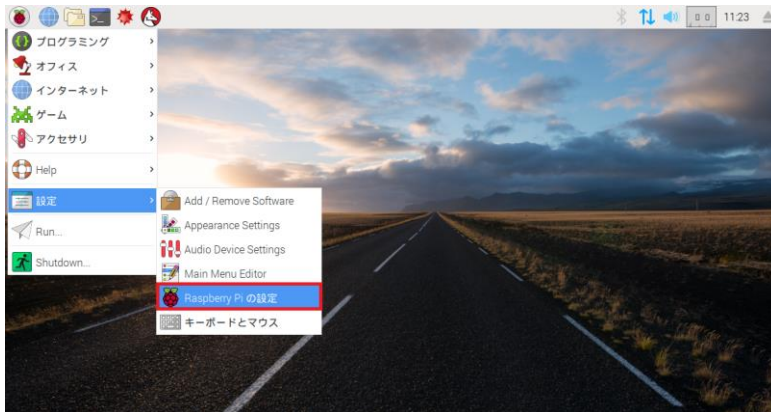 11:23
プログラミング
オフィス
インターネット
ゲーム
アクセサリ
Help
設定
Run...
Shutdown...
Add / Remove Software
Appearance Settings
Audio Device Settings
Main Menu Editor
Raspberry Pi の設定
キーボードとマウス